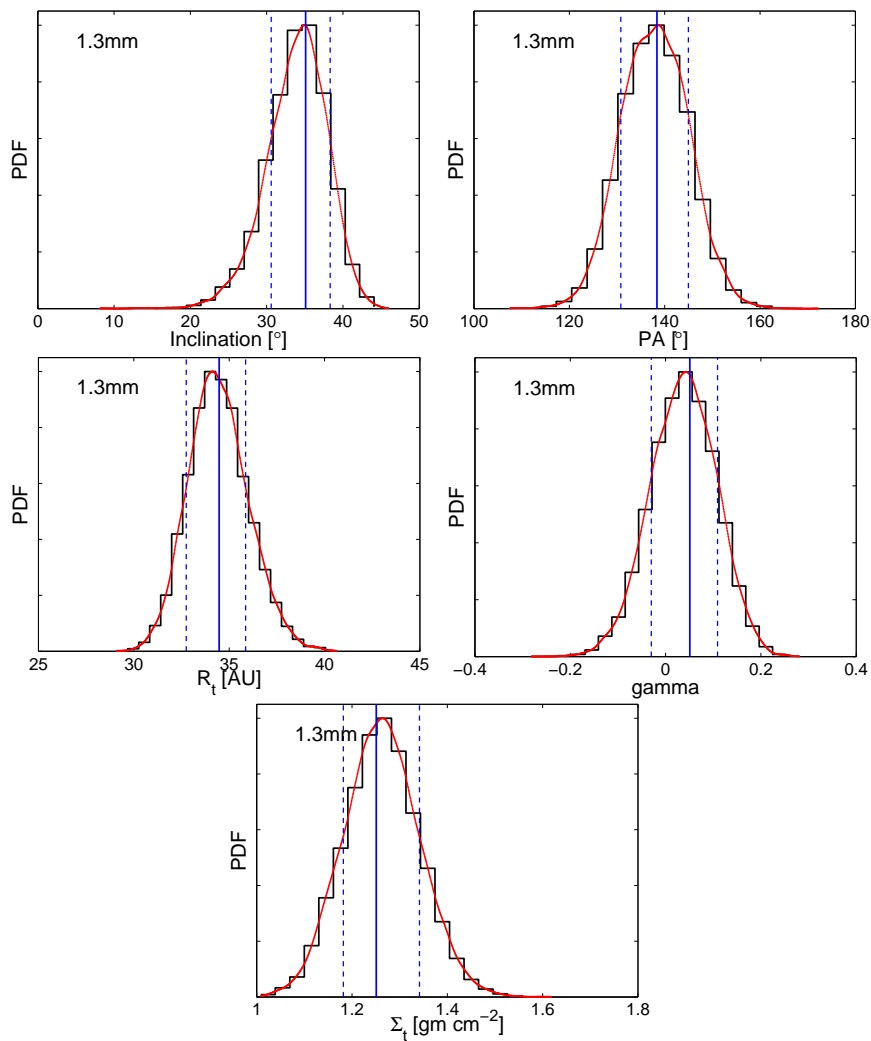 1.3mm
PDF
0 10 20 30 40 50
Inclination [°]
1.3mm
PDF
100 120 140 160 180
PA [°]
1.3mm
PDF
25 30 35 40 45
R_t [AU]
1.3mm
PDF
−0.4 −0.2 0 0.2 0.4
gamma
1.3mm
PDF
1 1.2 1.4 1.6 1.8
Σ_t [gm cm⁻²]